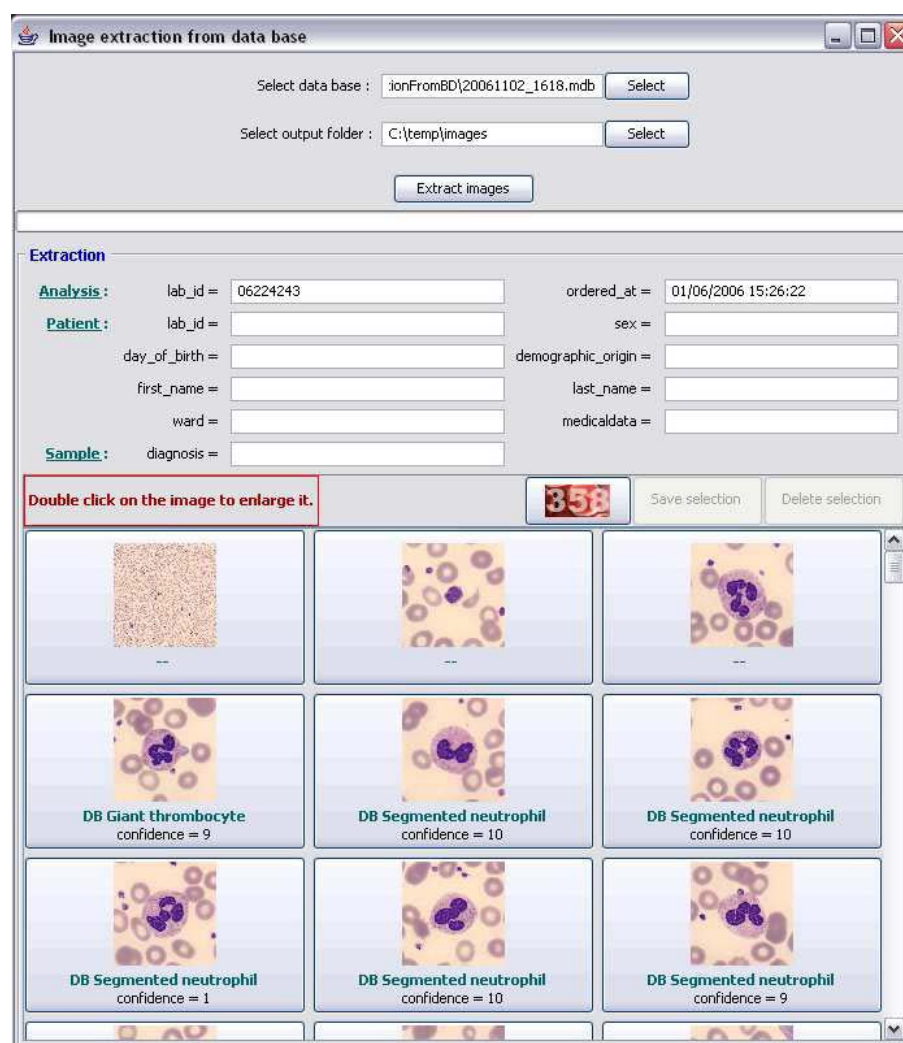 Image extraction from data base
Select data base : :ionFromBD\20061102_1618.mdb Select
Select output folder : C:\temp\images Select
Extract images
Extraction
Analysis : lab_id = 06224243 ordered_at = 01/06/2006 15:26:22
Patient : lab_id = sex =
day_of_birth = demographic_origin =
first_name = last_name =
ward = medicaldata =
Sample : diagnosis =
Double click on the image to enlarge it. 358 Save selection Delete selection
-- -- --
DB Giant thrombocyte DB Segmented neutrophil DB Segmented neutrophil
confidence = 9 confidence = 10 confidence = 10
DB Segmented neutrophil DB Segmented neutrophil DB Segmented neutrophil
confidence = 1 confidence = 10 confidence = 9